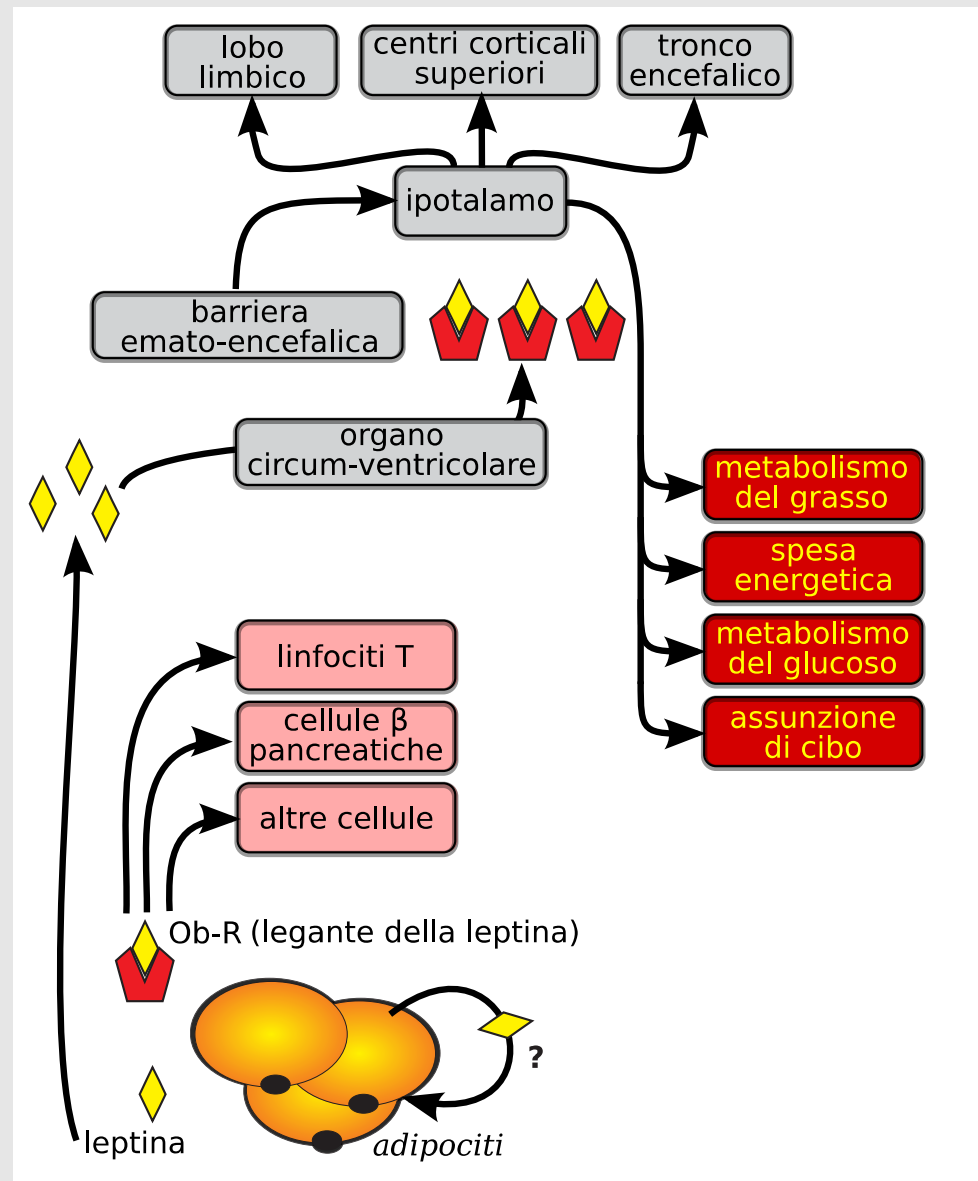 lobo
limbico
centri corticali
superiori
tronco
encefalico
ipotalamo
barriera
emato-encefalica
organo
circum-ventricolare
metabolismo
del grasso
spesa
energetica
metabolismo
del glucoso
assunzione
di cibo
linfociti T
cellule β
pancreatiche
altre cellule
Ob-R (legante della leptina)
?
leptina
adipociti